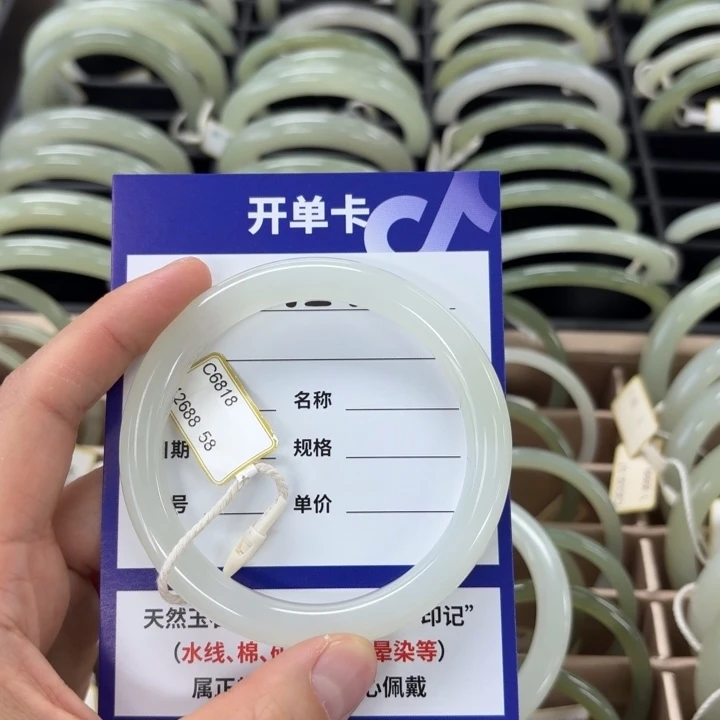 开单卡
C6818
2688 58
名称
期 规格
号 单价
天然玉 印记”
(水线、棉、 晕染等)
属正 心佩戴